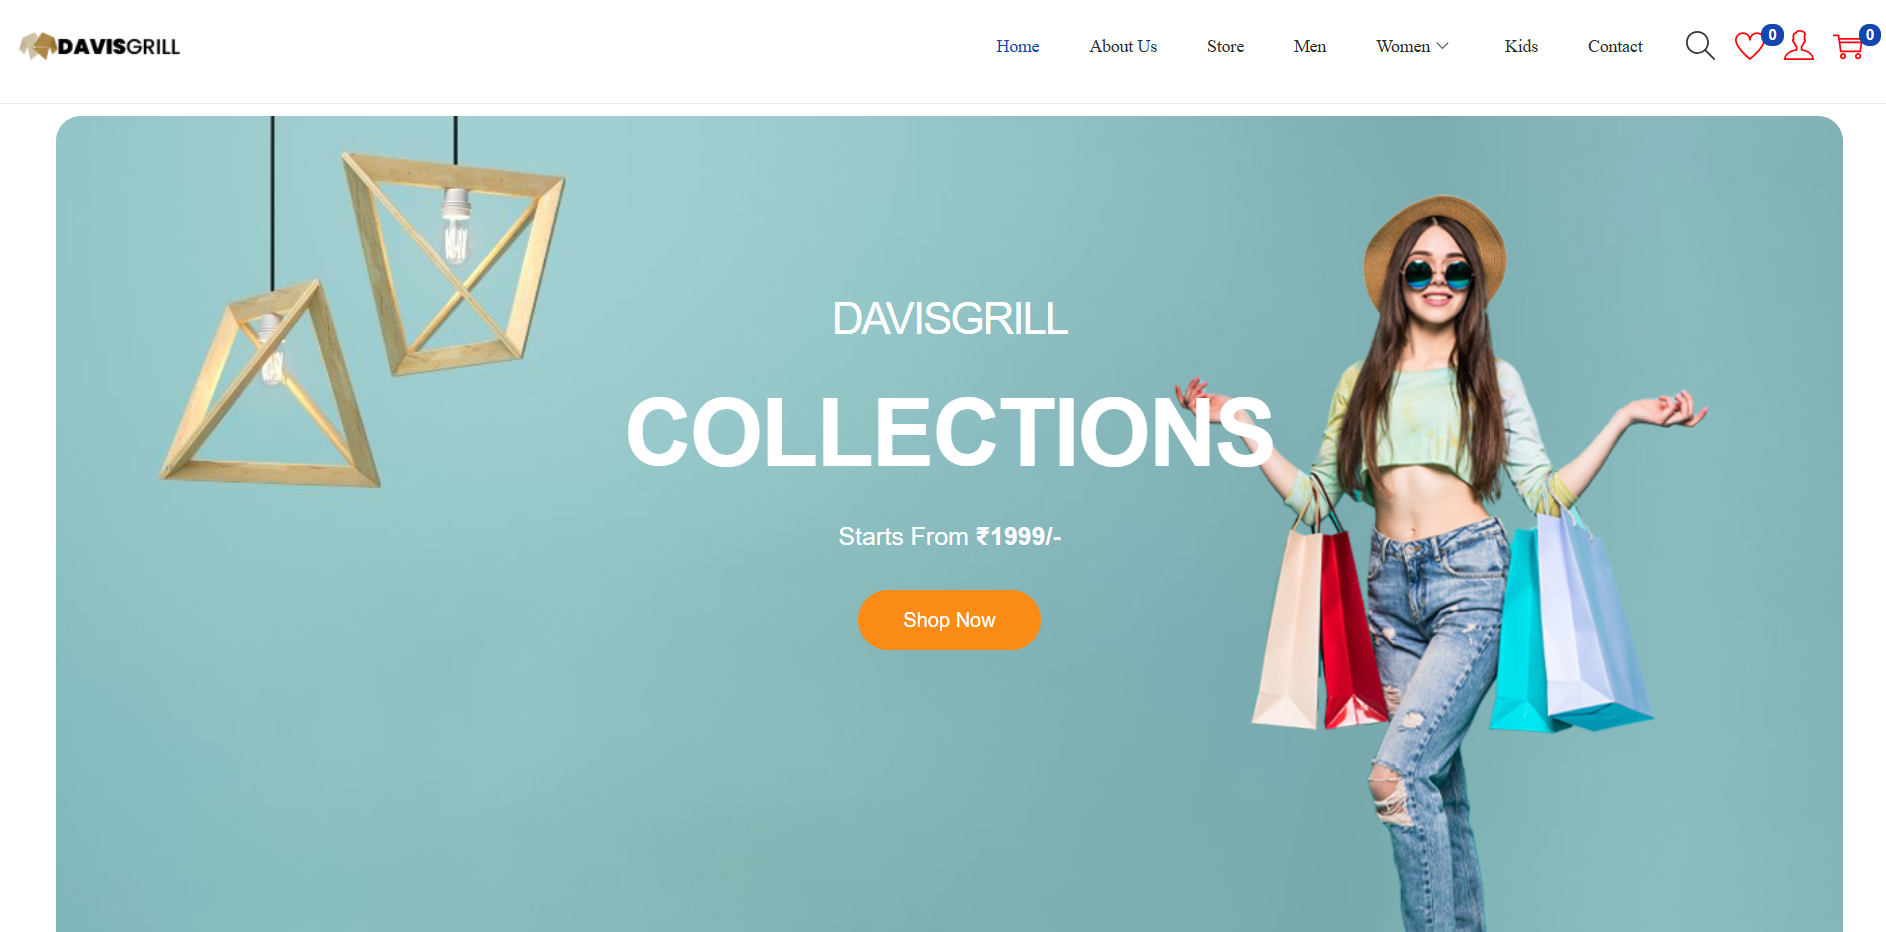 DAVISGRILL
Home About Us Store Men Women Kids Contact 0 0
DAVISGRILL
COLLECTIONS
Starts From ₹1999/-
Shop Now